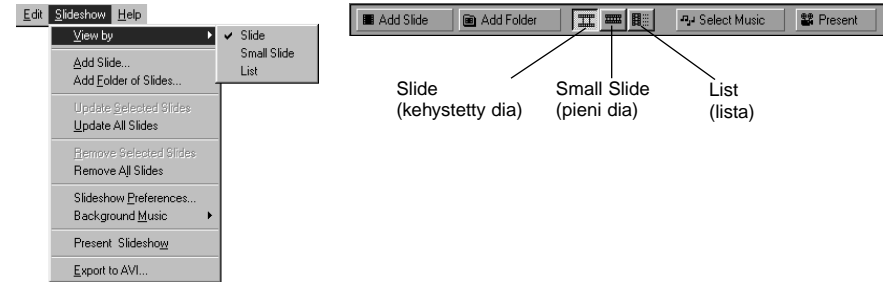 Edit Slideshow Help
View by
Slide
Small Slide
List
Add Slide...
Add Folder of Slides...
Update Selected Slides
Update All Slides
Remove Selected Slides
Remove All Slides
Slideshow Preferences...
Background Music
Present Slideshow
Export to AVI...
Add Slide Add Folder Select Music Present
Slide
(kehystetty dia)
Small Slide
(pieni dia)
List
(lista)